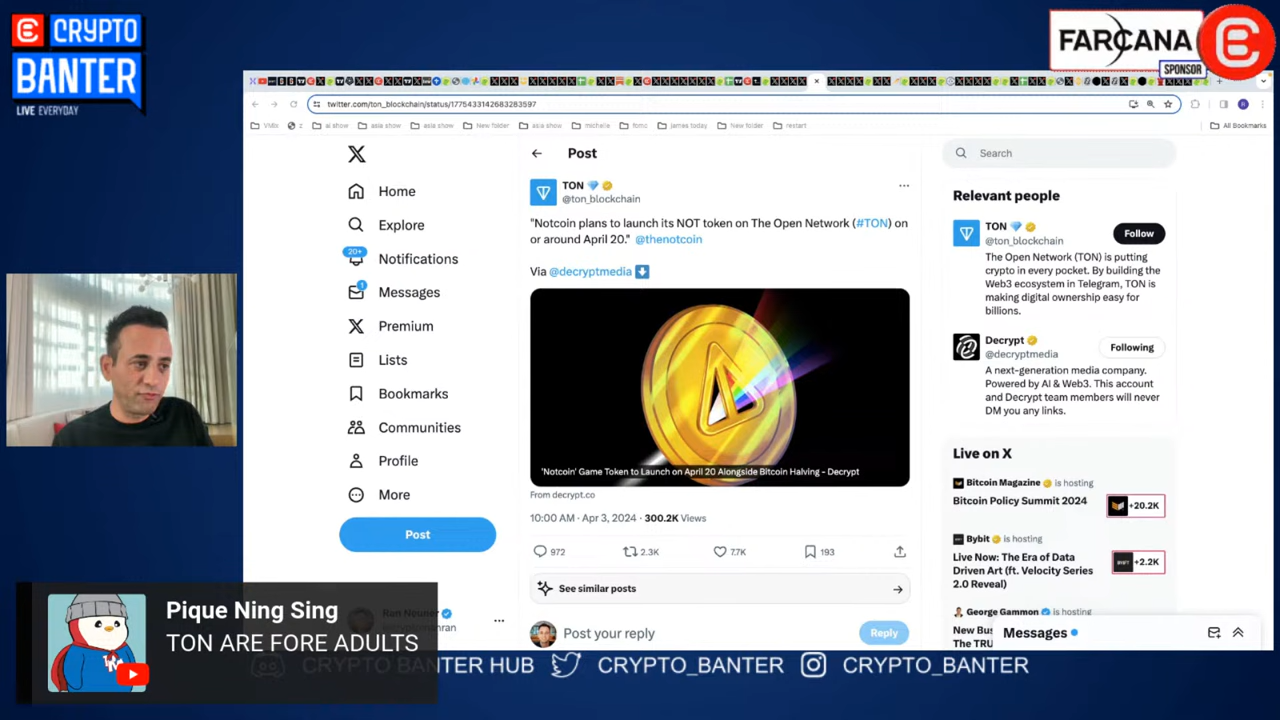 CRYPTO
BANTER
LIVE EVERYDAY
FARCANA
SPONSOR
twitter.com/ton_blockchain/status/1775433142683283597
VMix
2
ai show
asia show
asia show
New folder
asia show
michelle
fomc
james today
New folder
restart
All Bookmarks
Home
Explore
20+
Notifications
1
Messages
Premium
Lists
Bookmarks
Communities
Profile
More
Post
Post
TON
@ton_blockchain
"Notcoin plans to launch its NOT token on The Open Network (#TON) on
or around April 20." @thenotcoin
Via @decryptmedia
'Notcoin' Game Token to Launch on April 20 Alongside Bitcoin Halving - Decrypt
From decrypt.co
10:00 AM · Apr 3, 2024 · 300.2K Views
972
2.3K
7.7K
193
See similar posts
Post your reply
Reply
Search
Relevant people
TON
@ton_blockchain
Follow
The Open Network (TON) is putting
crypto in every pocket. By building
the Web3 ecosystem in Telegram, TON is
making digital ownership easy for
billions.
Decrypt
@decryptmedia
Following
A next-generation media company.
Powered by AI & Web3. This account
and Decrypt team members will never
DM you any links.
Live on X
Bitcoin Magazine is hosting
Bitcoin Policy Summit 2024
+20.2K
Bybit is hosting
Live Now: The Era of Data
Driven Art (ft. Velocity Series
2.0 Reveal)
+2.2K
George Gammon is hosting
New Bus
The TRU
Messages
Ran Neuner
Pique Ning Sing
TON ARE FORE ADULTS
CRYPTO BANTER HUB
CRYPTO_BANTER
CRYPTO_BANTER